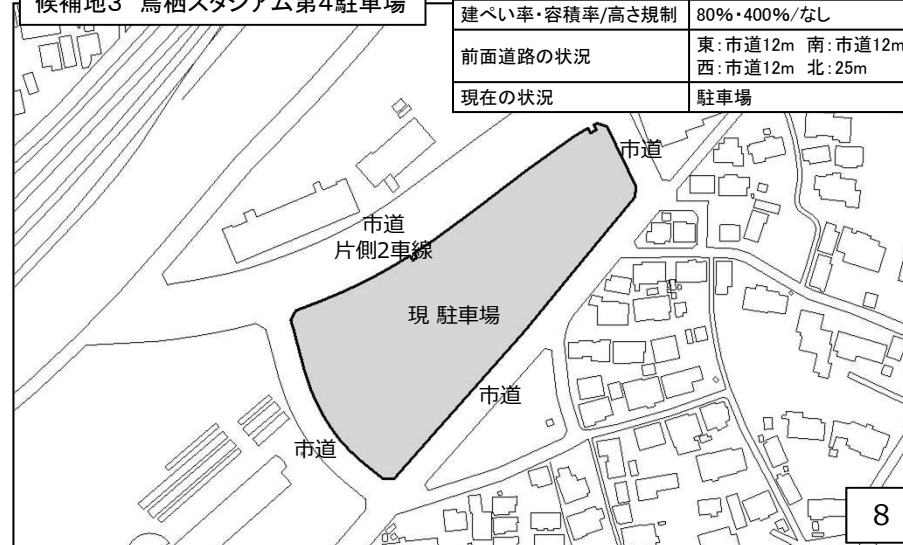 候補地3 鳥栖スタジアム第4駐車場
建ぺい率・容積率/高さ規制 80%・400%/なし
前面道路の状況 東:市道12m 南:市道12m
西:市道12m 北:25m
現在の状況 駐車場
市道
市道
片側2車線
現 駐車場
市道
市道
8